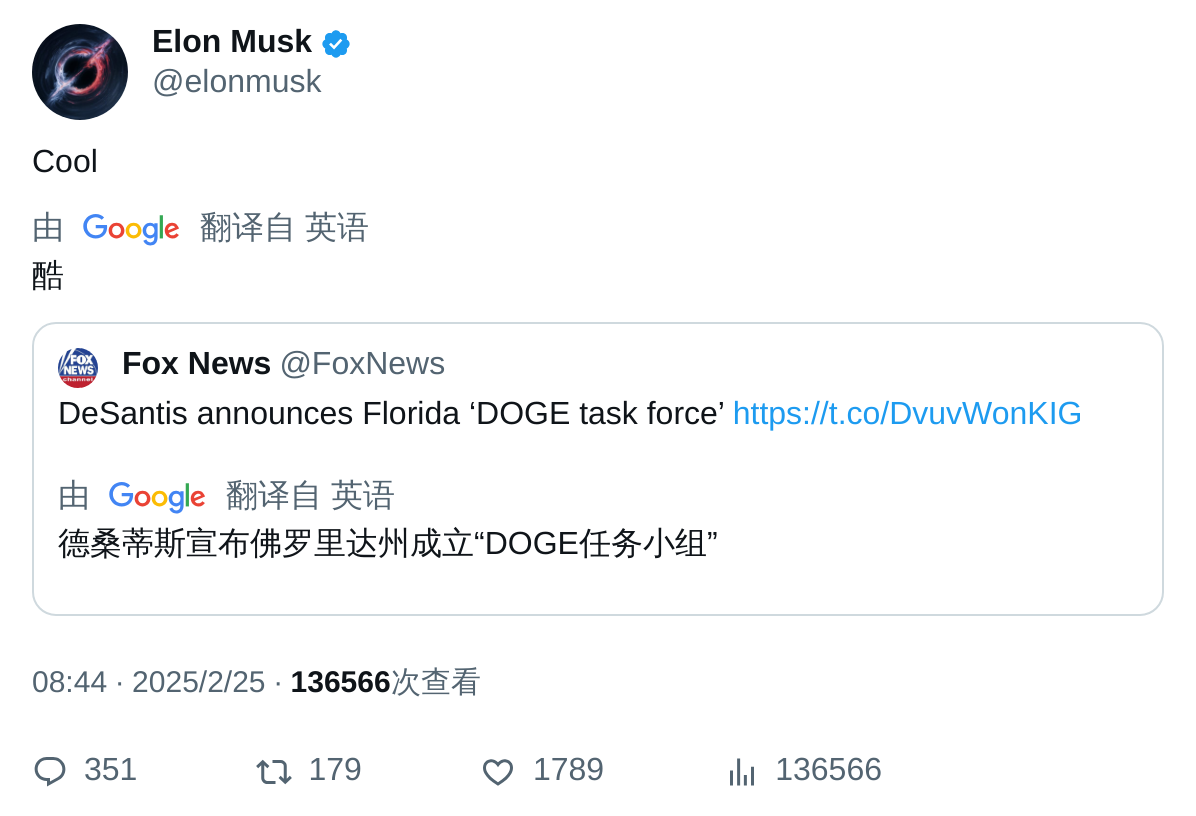 Elon Musk
@elonmusk
Cool
由 Google 翻译自 英语
酷
FOX NEWS channel
Fox News @FoxNews
DeSantis announces Florida ‘DOGE task force’ https://t.co/DvuvWonKIG
由 Google 翻译自 英语
德桑蒂斯宣布佛罗里达州成立“DOGE任务小组”
08:44 · 2025/2/25 · 136566次查看
351 179 1789 136566